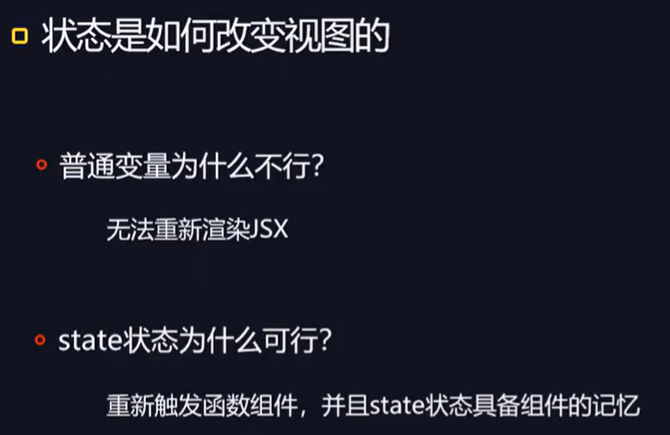 状态是如何改变视图的
普通变量为什么不行?
无法重新渲染JSX
state状态为什么可行?
重新触发函数组件，并且state状态具备组件的记忆